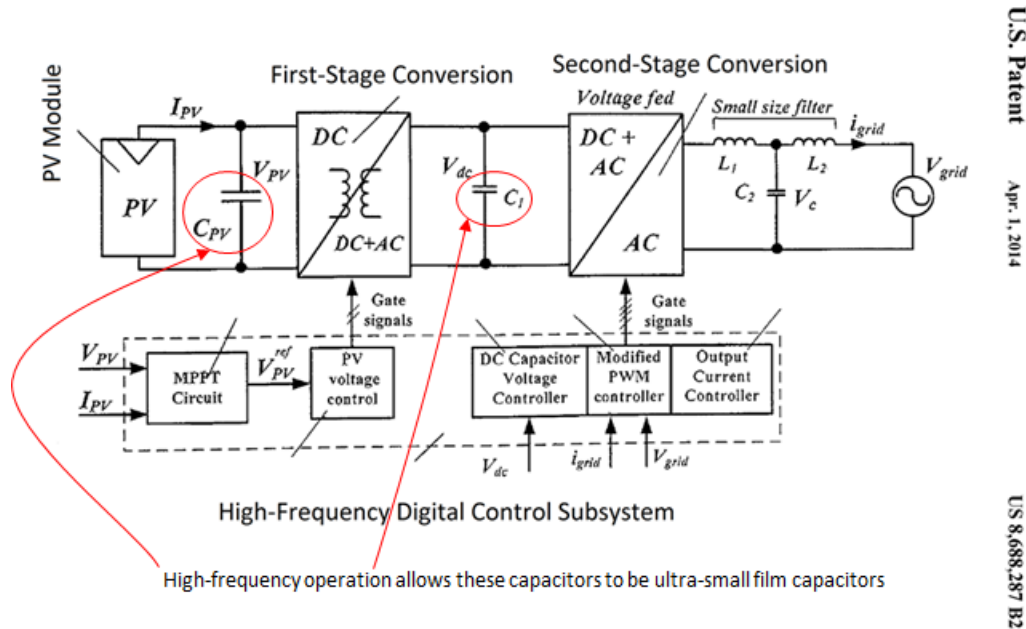 U.S. Patent
Apr. 1, 2014
US 8,688,287 B2
First-Stage Conversion
Second-Stage Conversion
PV Module
I_PV
Voltage fed
Small size filter
i_grid
PV
V_PV
C_PV
DC
DC+AC
V_dc
C_1
DC +
AC
AC
L_1
L_2
C_2
V_c
V_grid
Gate
signals
Gate
signals
V_PV
I_PV
MPPT
Circuit
V_PV^ref
PV
voltage
control
DC Capacitor
Voltage
Controller
Modified
PWM
controller
Output
Current
Controller
V_dc
i_grid
V_grid
High-Frequency Digital Control Subsystem
High-frequency operation allows these capacitors to be ultra-small film capacitors